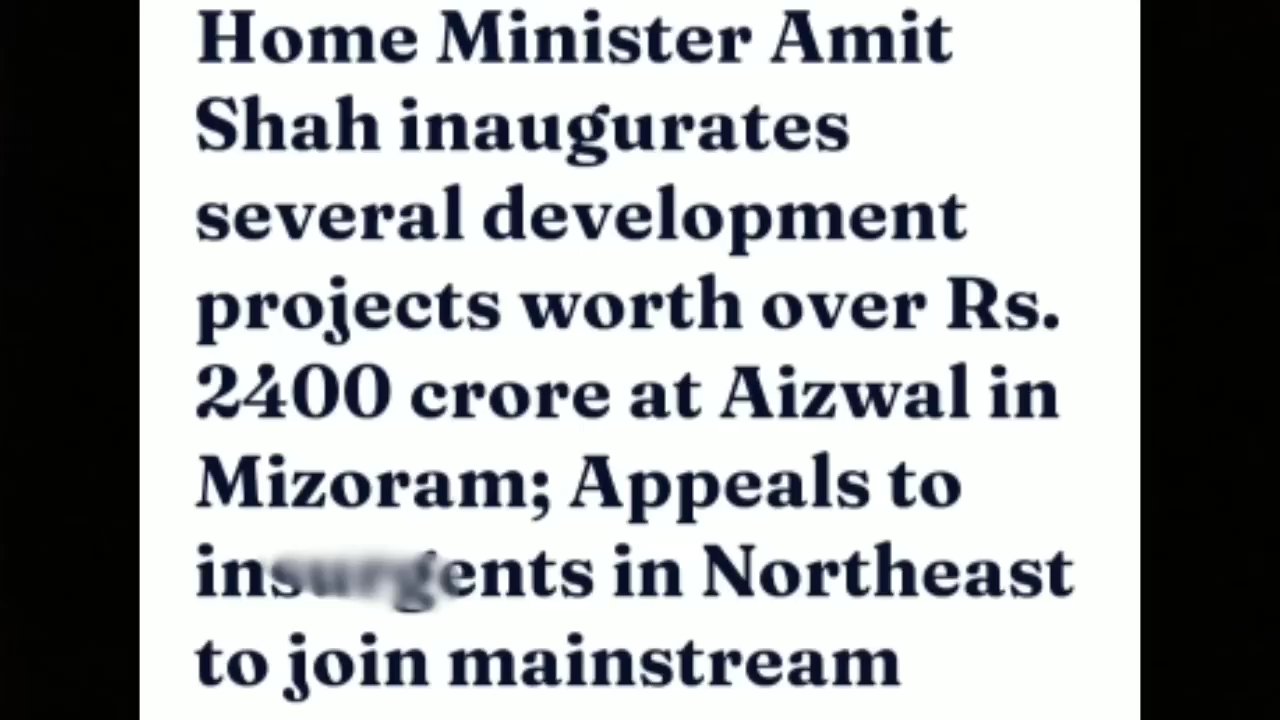 Home Minister Amit
Shah inaugurates
several development
projects worth over Rs.
2400 crore at Aizwal in
Mizoram; Appeals to
insurgents in Northeast
to join mainstream